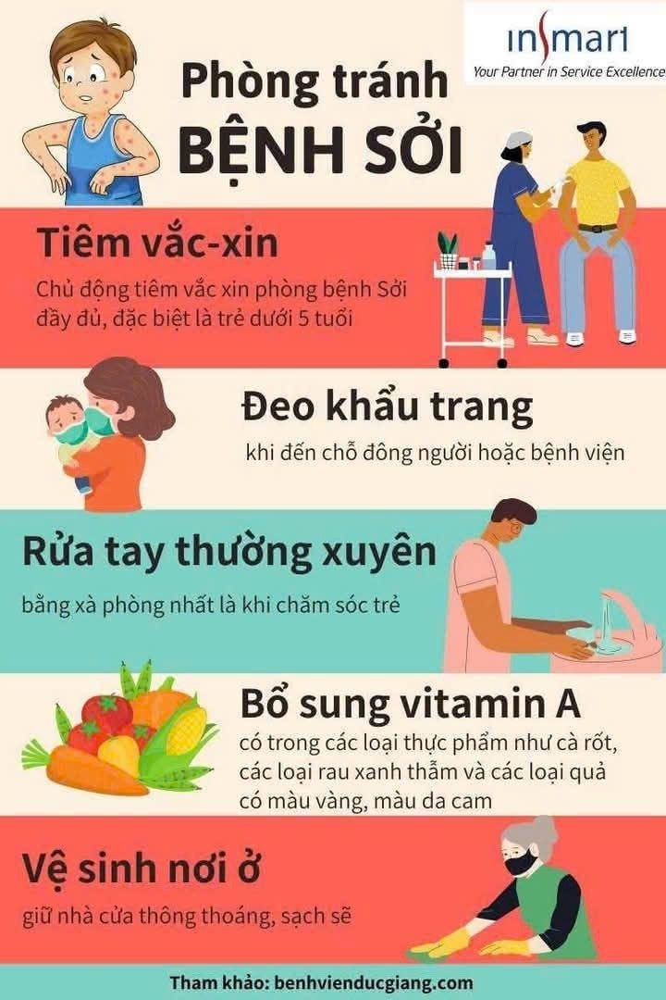 insmart
Your Partner in Service Excellence
Phòng tránh
BỆNH SỞI
Tiêm vắc-xin
Chủ động tiêm vắc xin phòng bệnh Sởi
đầy đủ, đặc biệt là trẻ dưới 5 tuổi
Đeo khẩu trang
khi đến chỗ đông người hoặc bệnh viện
Rửa tay thường xuyên
bằng xà phòng nhất là khi chăm sóc trẻ
Bổ sung vitamin A
có trong các loại thực phẩm như cà rốt,
các loại rau xanh thẫm và các loại quả
có màu vàng, màu da cam
Vệ sinh nơi ở
giữ nhà cửa thông thoáng, sạch sẽ
Tham khảo: benhvienducgiang.com